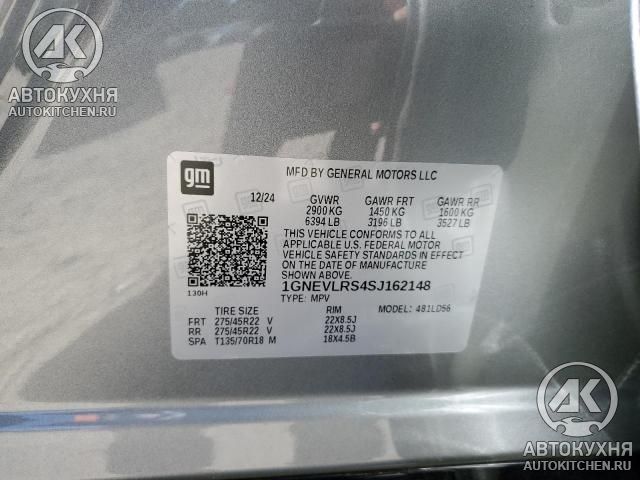 AK
АВТОКУХНЯ
AUTOKITCHEN.RU
gm
MFD BY GENERAL MOTORS LLC
12/24 GVWR GAWR FRT GAWR RR
2900 KG 1450 KG 1600 KG
6394 LB 3196 LB 3527 LB
THIS VEHICLE CONFORMS TO ALL
APPLICABLE U.S. FEDERAL MOTOR
VEHICLE SAFETY STANDARDS IN EFFECT
ON THE DATE OF MANUFACTURE
SHOWN ABOVE.
130H
1GNEVLRS4SJ162148
TYPE: MPV MODEL: 4B1LD56
TIRE SIZE RIM
FRT 275/45R22 V 22X8.5J
RR 275/45R22 V 22X8.5J
SPA T135/70R18 M 18X4.5B
AK
АВТОКУХНЯ
AUTOKITCHEN.RU